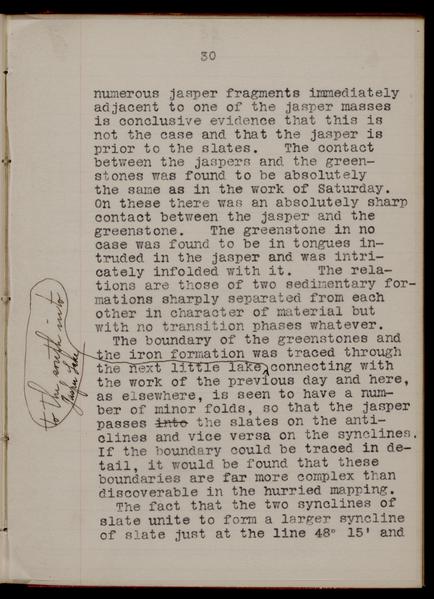 30
numerous jasper fragments immediately
adjacent to one of the jasper masses
is conclusive evidence that this is
not the case and that the jasper is
prior to the slates.   The contact
between the jaspers and the green-
stones was found to be absolutely
the same as in the work of Saturday.
On these there was an absolutely sharp
contact between the jasper and the
greenstone.   The greenstone in no
case was found to be in tongues in-
truded in the jasper and was intri-
cately infolded with it.   The rela-
tions are those of two sedimentary for-
mations sharply separated from each
other in character of material but
with no transition phases whatever.
The boundary of the greenstones and
the iron formation was traced through
the next little lake connecting with
to the south into
Jasper Lake
the work of the previous day and here,
as elsewhere, is seen to have a num-
ber of minor folds, so that the jasper
passes into the slates on the anti-
clines and vice versa on the synclines.
If the boundary could be traced in de-
tail, it would be found that these
boundaries are far more complex than
discoverable in the hurried mapping.
The fact that the two synclines of
slate unite to form a larger syncline
of slate just at the line 48° 15' and